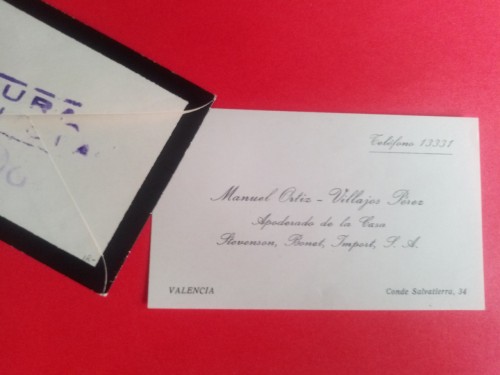 Teléfono 13331
Manuel Ortiz - Villajos Pérez
Apoderado de la Casa
Stevenson, Bonet, Import, S. A.
VALENCIA
Conde Salvatierra, 34